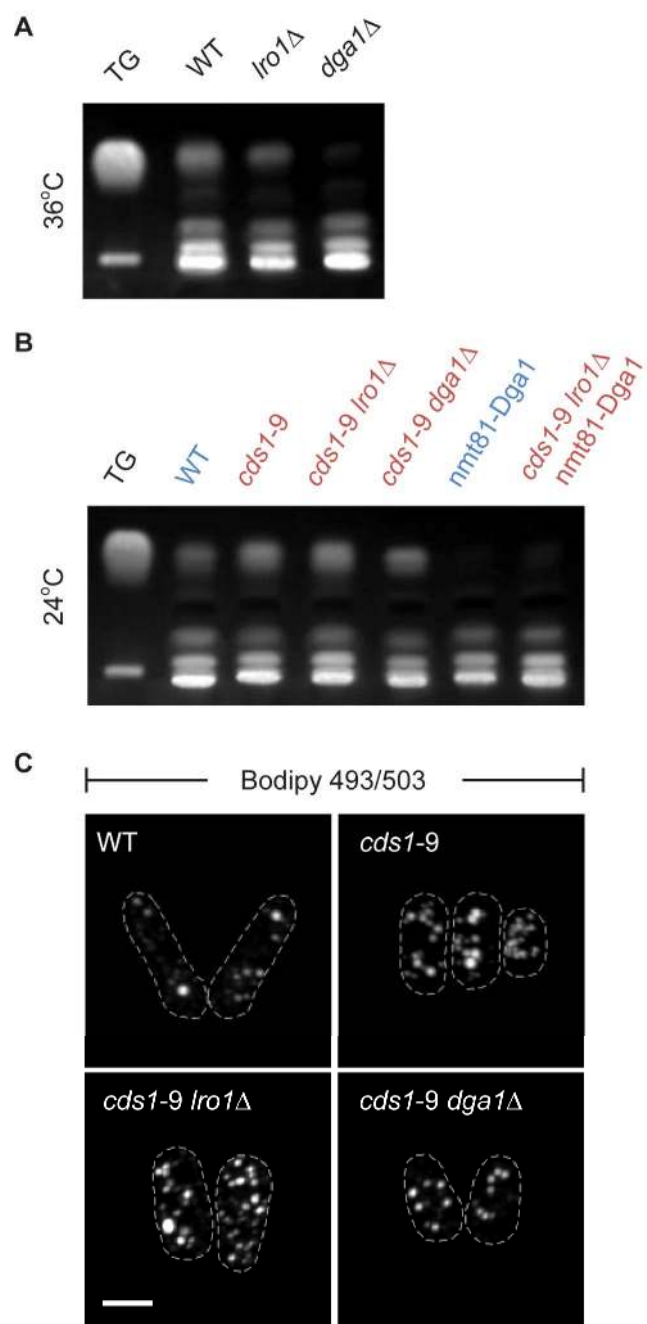 A
TG WT lro1Δ dga1Δ
36°C
B
TG WT cds1-9 cds1-9 lro1Δ cds1-9 dga1Δ nmt81-Dga1 cds1-9 lro1Δ
nmt81-Dga1
24°C
C
Bodipy 493/503
WT cds1-9
cds1-9 lro1Δ cds1-9 dga1Δ